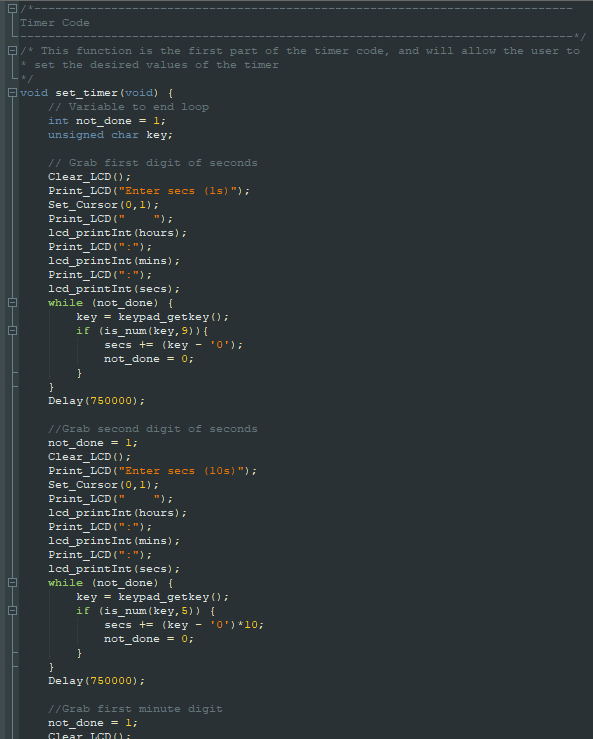 /*-----------------------------------------------------------------------------
Timer Code
-------------------------------------------------------------------------------*/
/* This function is the first part of the timer code, and will allow the user to
* set the desired values of the timer
*/
void set_timer(void) {
    // Variable to end loop
    int not_done = 1;
    unsigned char key;

    // Grab first digit of seconds
    Clear_LCD();
    Print_LCD("Enter secs (1s)");
    Set_Cursor(0,1);
    Print_LCD("    ");
    lcd_printInt(hours);
    Print_LCD(":");
    lcd_printInt(mins);
    Print_LCD(":");
    lcd_printInt(secs);
    while (not_done) {
        key = keypad_getkey();
        if (is_num(key,9)){
            secs += (key - '0');
            not_done = 0;
        }
    }
    Delay(750000);

    //Grab second digit of seconds
    not_done = 1;
    Clear_LCD();
    Print_LCD("Enter secs (10s)");
    Set_Cursor(0,1);
    Print_LCD("    ");
    lcd_printInt(hours);
    Print_LCD(":");
    lcd_printInt(mins);
    Print_LCD(":");
    lcd_printInt(secs);
    while (not_done) {
        key = keypad_getkey();
        if (is_num(key,5)) {
            secs += (key - '0')*10;
            not_done = 0;
        }
    }
    Delay(750000);

    //Grab first minute digit
    not_done = 1;
    Clear_LCD();